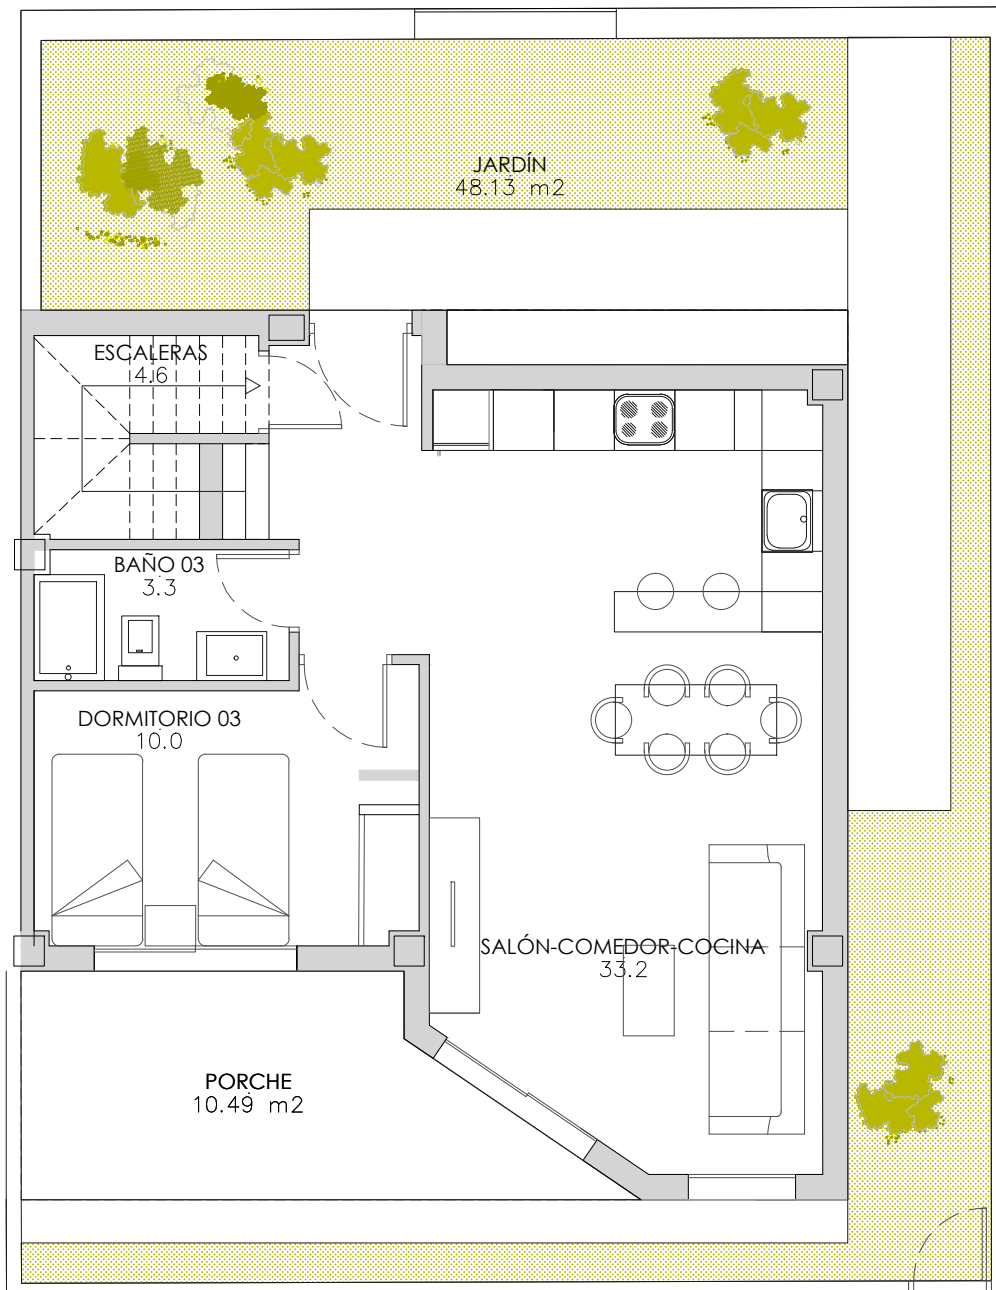 JARDÍN
48.13 m2
ESCALERAS
4.6
BAÑO 03
3.3
DORMITORIO 03
10.0
SALÓN-COMEDOR-COCINA
33.2
PORCHE
10.49 m2